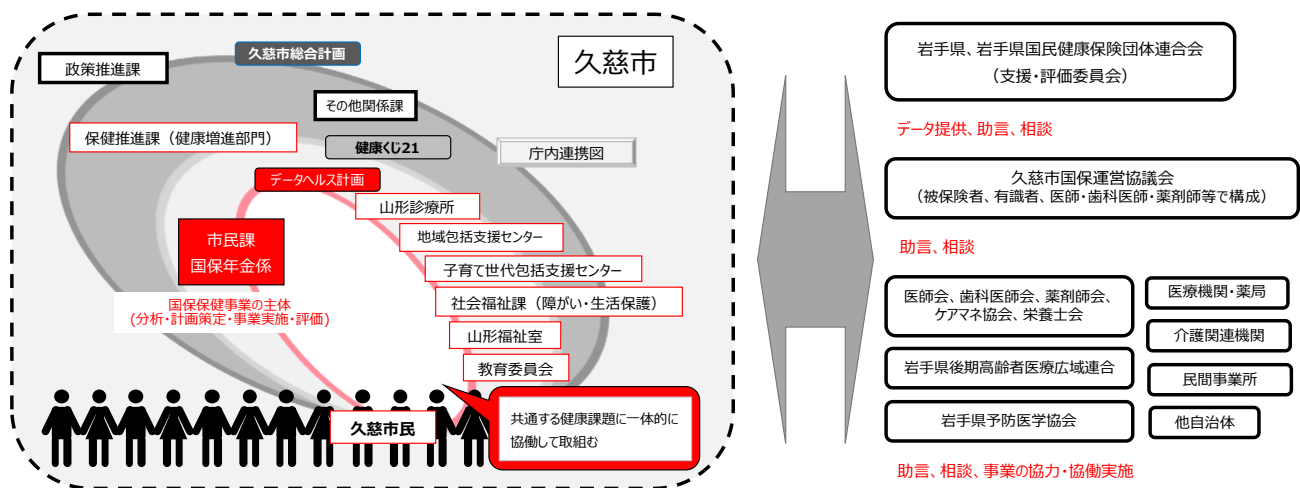 久慈市総合計画
久慈市
政策推進課
その他関係課
保健推進課（健康増進部門）
健康くじ21
庁内連携図
データヘルス計画
山形診療所
市民課
国保年金係
地域包括支援センター
子育て世代包括支援センター
国保保健事業の主体
(分析・計画策定・事業実施・評価)
社会福祉課（障がい・生活保護）
山形福祉室
教育委員会
久慈市民
共通する健康課題に一体的に
協働して取組む
岩手県、岩手県国民健康保険団体連合会
（支援・評価委員会）
データ提供、助言、相談
久慈市国保運営協議会
（被保険者、有識者、医師・歯科医師・薬剤師等で構成）
助言、相談
医師会、歯科医師会、薬剤師会、
ケアマネ協会、栄養士会
岩手県後期高齢者医療広域連合
岩手県予防医学協会
医療機関・薬局
介護関連機関
民間事業所
他自治体
助言、相談、事業の協力・協働実施